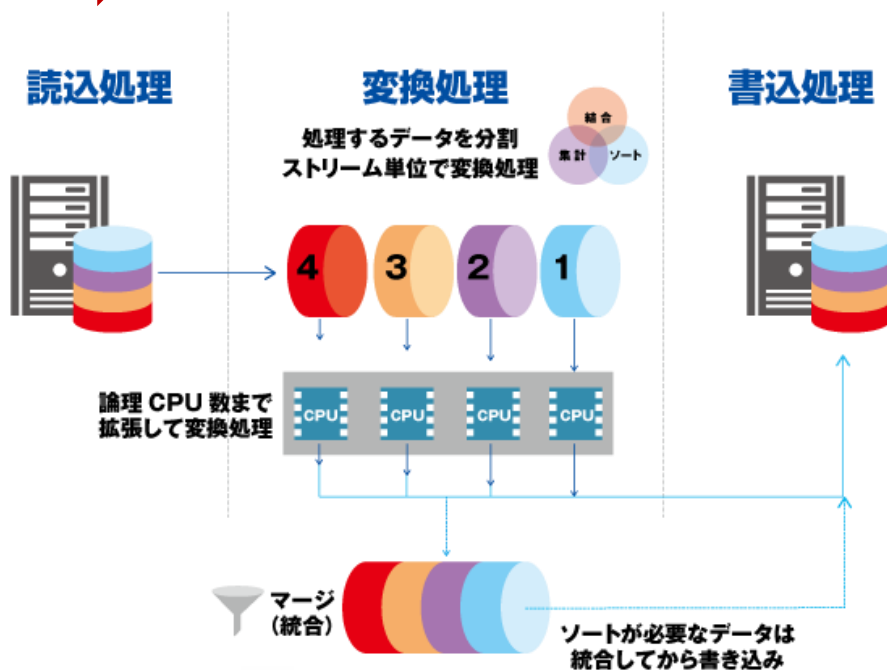 読込処理
変換処理
書込処理
処理するデータを分割
ストリーム単位で変換処理
結合
集計
ソート
4
3
2
1
論理 CPU 数まで
拡張して変換処理
CPU
CPU
CPU
CPU
マージ
(統合)
ソートが必要なデータは
統合してから書き込み